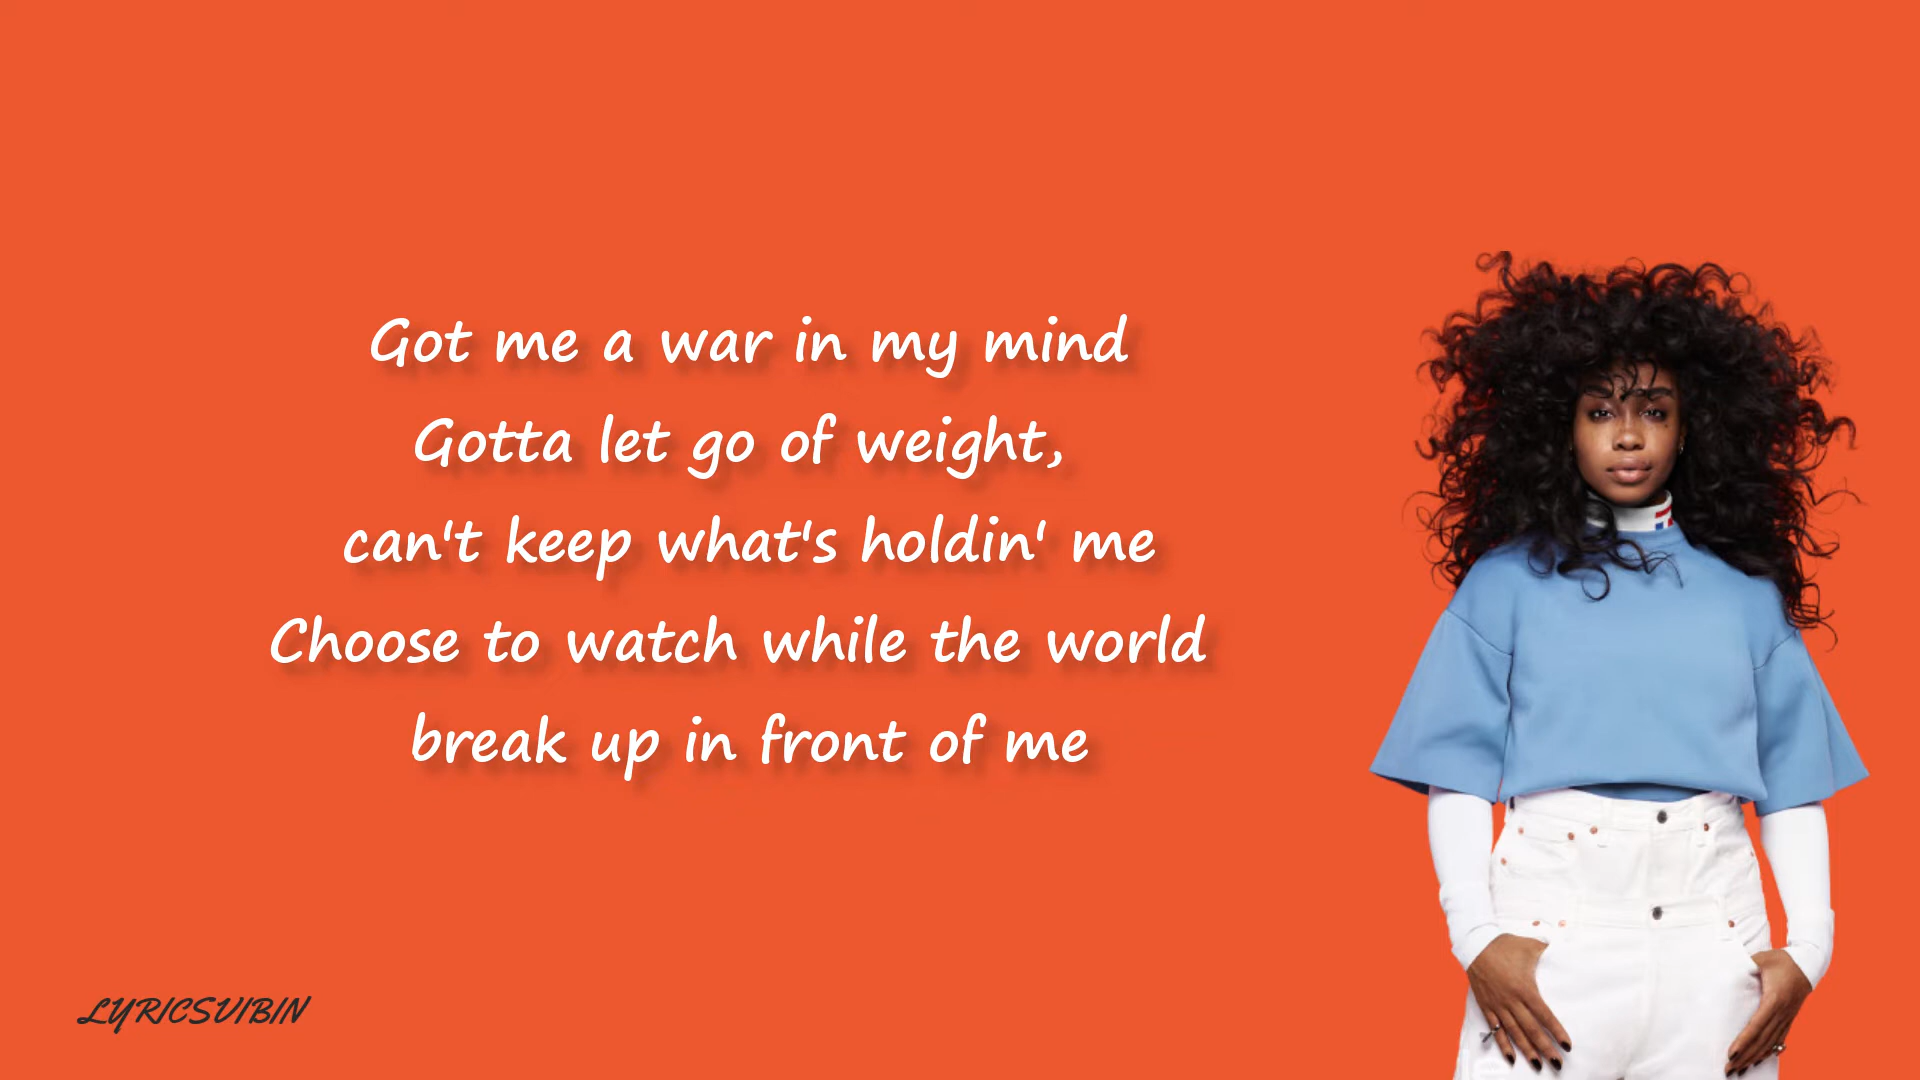 Got me a war in my mind
Gotta let go of weight,
can't keep what's holdin' me
Choose to watch while the world
break up in front of me
LYRICSVIBIN